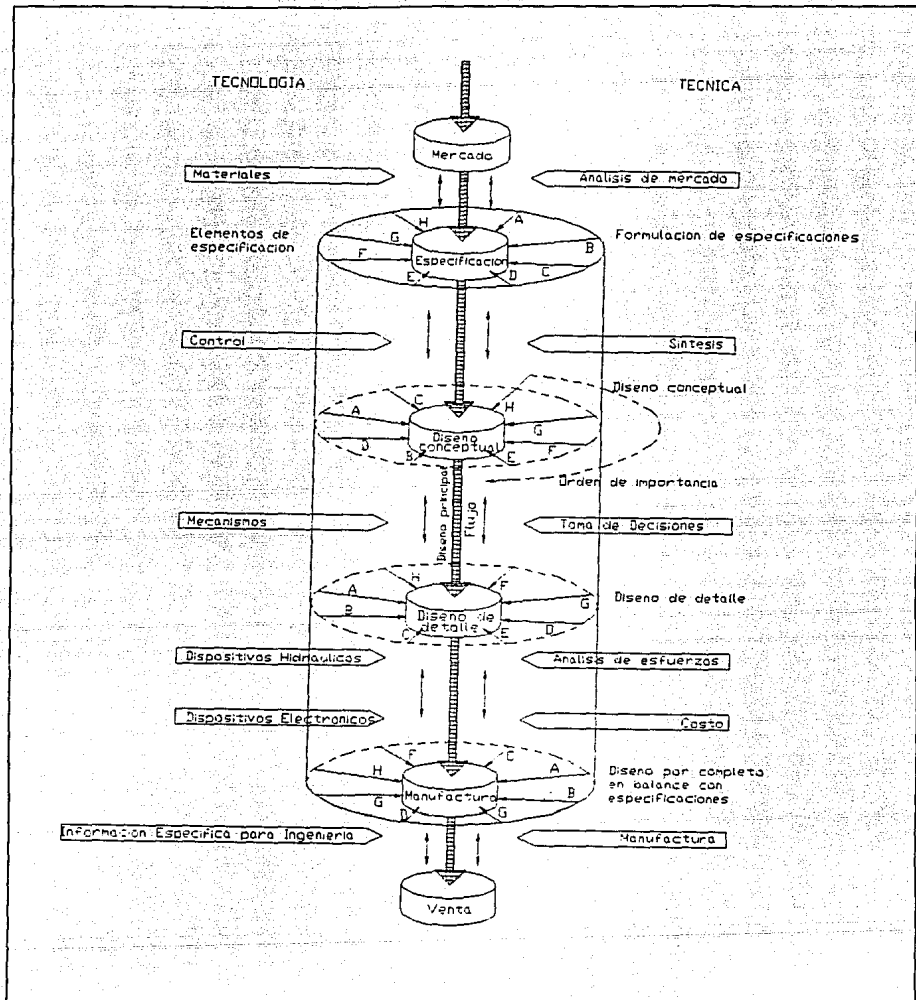 TECNOLOGIA
TECNICA
Mercado
Materiales
Analisis de mercado
H
A
Elementos de
especificacion
G
B
Formulacion de especificaciones
F
Especificacion
C
E
D
Control
Sintesis
Diseno conceptual
C
H
A
G
Diseno
conceptual
D
B
E
F
Orden de importancia
Diseno principal
Flujo
Mecanismos
Toma de Decisiones
H
F
A
G
Diseno de detalle
B
Diseno de
detalle
C
E
D
Dispositivos Hidraulicos
Analisis de esfuerzos
Dispositivos Electronicos
Costo
F
C
H
A
Diseno por completo
en balance con
especificaciones
G
Manufactura
B
D
G
Informacion Especifica para Ingenieria
Manufactura
Venta